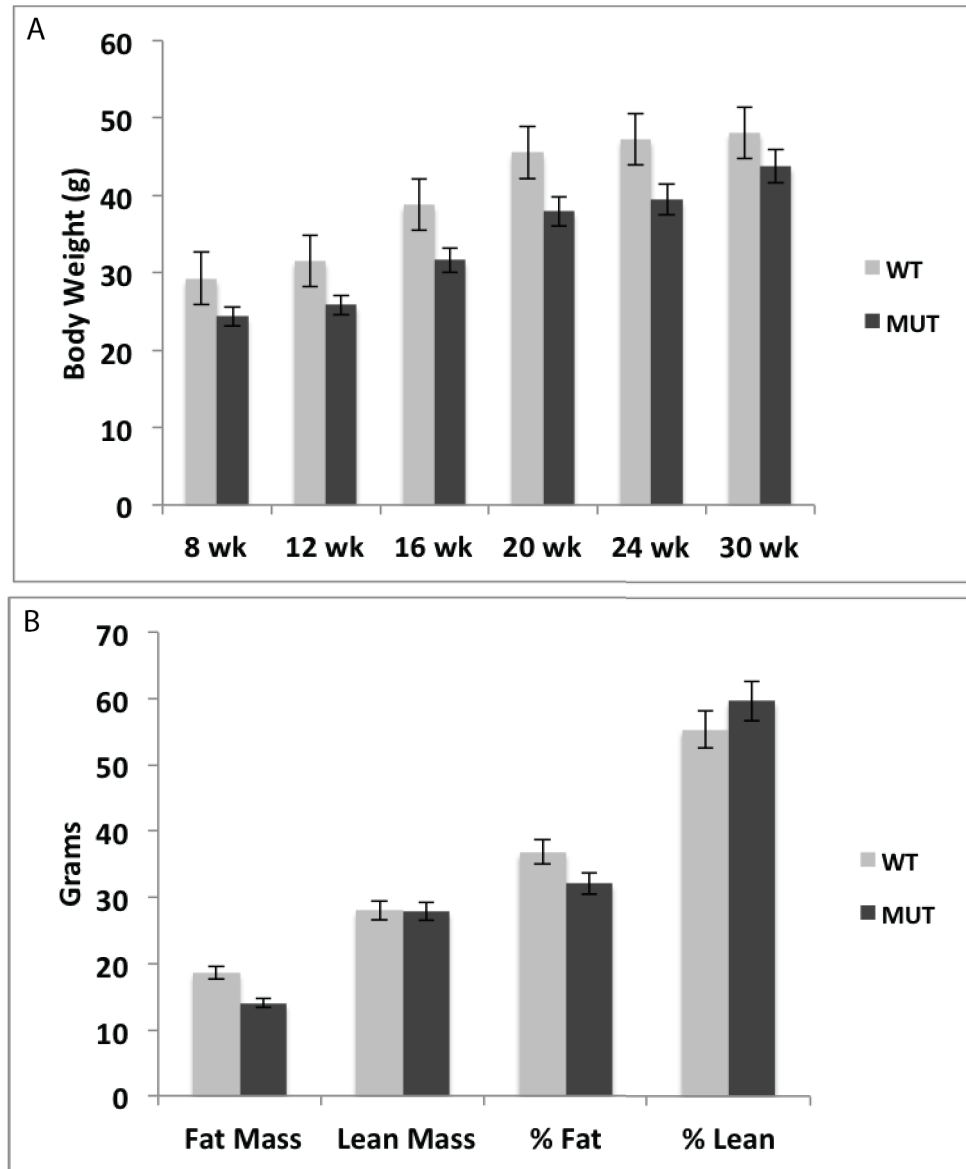 A
60
50
40
30
20
10
0
Body Weight (g)
8 wk 12 wk 16 wk 20 wk 24 wk 30 wk
WT
MUT
B
70
60
50
40
30
20
10
0
Grams
Fat Mass Lean Mass % Fat % Lean
WT
MUT